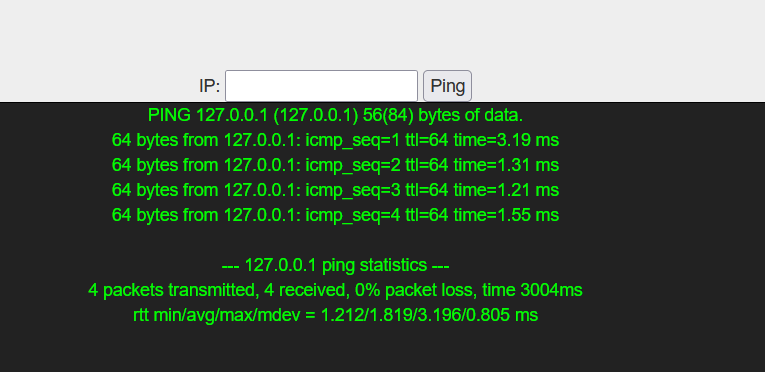 IP: Ping
PING 127.0.0.1 (127.0.0.1) 56(84) bytes of data.
64 bytes from 127.0.0.1: icmp_seq=1 ttl=64 time=3.19 ms
64 bytes from 127.0.0.1: icmp_seq=2 ttl=64 time=1.31 ms
64 bytes from 127.0.0.1: icmp_seq=3 ttl=64 time=1.21 ms
64 bytes from 127.0.0.1: icmp_seq=4 ttl=64 time=1.55 ms
--- 127.0.0.1 ping statistics ---
4 packets transmitted, 4 received, 0% packet loss, time 3004ms
rtt min/avg/max/mdev = 1.212/1.819/3.196/0.805 ms